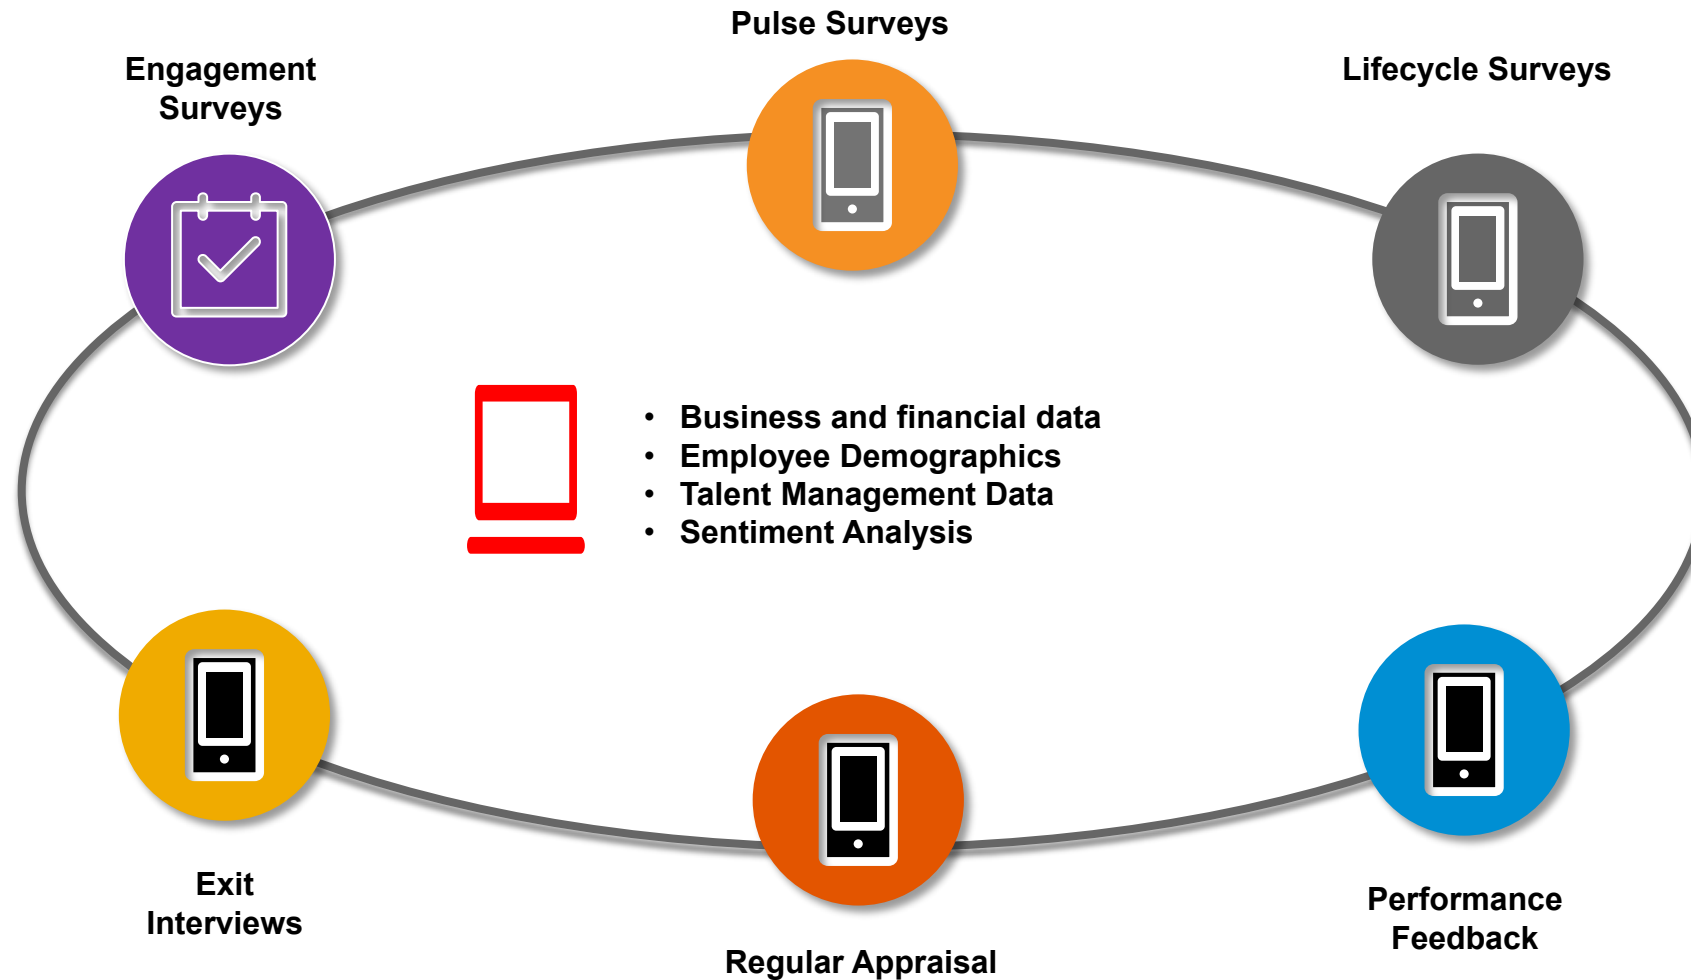 Pulse Surveys
Engagement
Surveys
Lifecycle Surveys
• Business and financial data
• Employee Demographics
• Talent Management Data
• Sentiment Analysis
Exit
Interviews
Regular Appraisal
Performance
Feedback